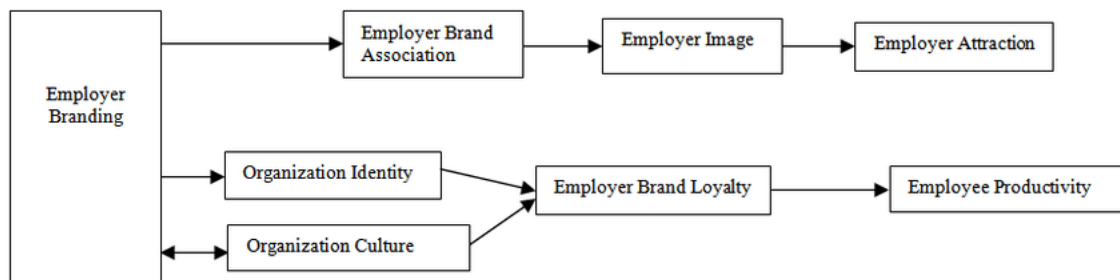 Employer Brand
Association
Employer Image
Employer Attraction
Employer
Branding
Organization Identity
Employer Brand Loyalty
Employee Productivity
Organization Culture